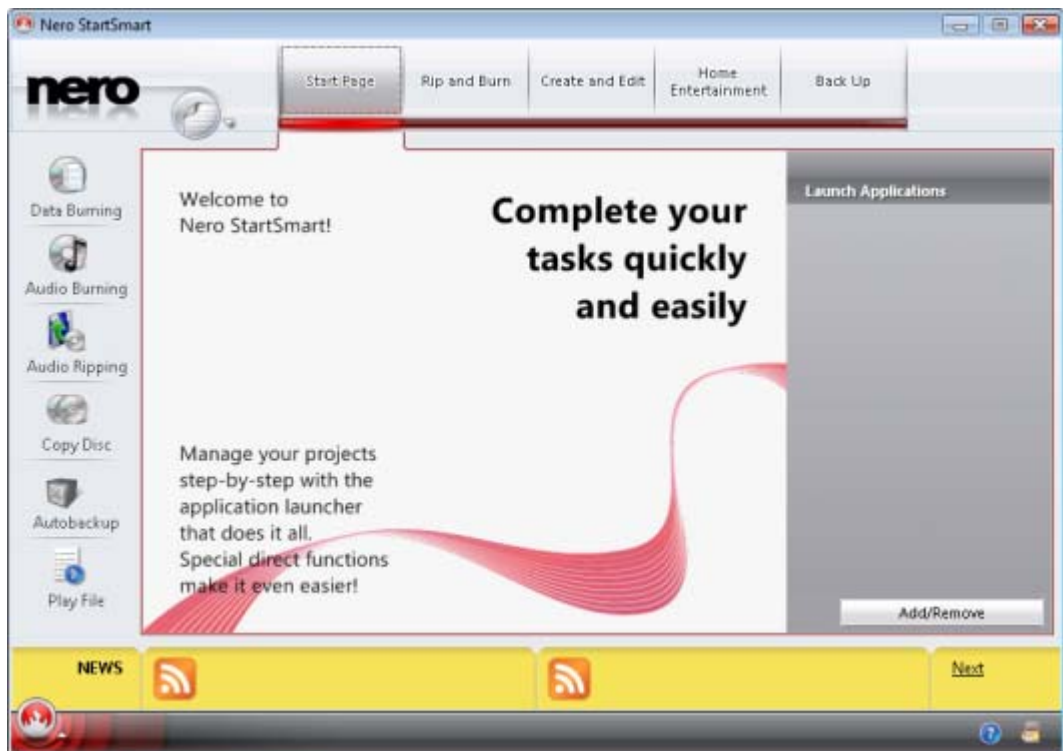 Nero StartSmart
nero
Start Page
Rip and Burn
Create and Edit
Home
Entertainment
Back Up
Data Burning
Audio Burning
Audio Ripping
Copy Disc
Autobackup
Play File
Welcome to
Nero StartSmart!
Complete your
tasks quickly
and easily
Manage your projects
step-by-step with the
application launcher
that does it all.
Special direct functions
make it even easier!
Launch Applications
Add/Remove
NEWS
Next